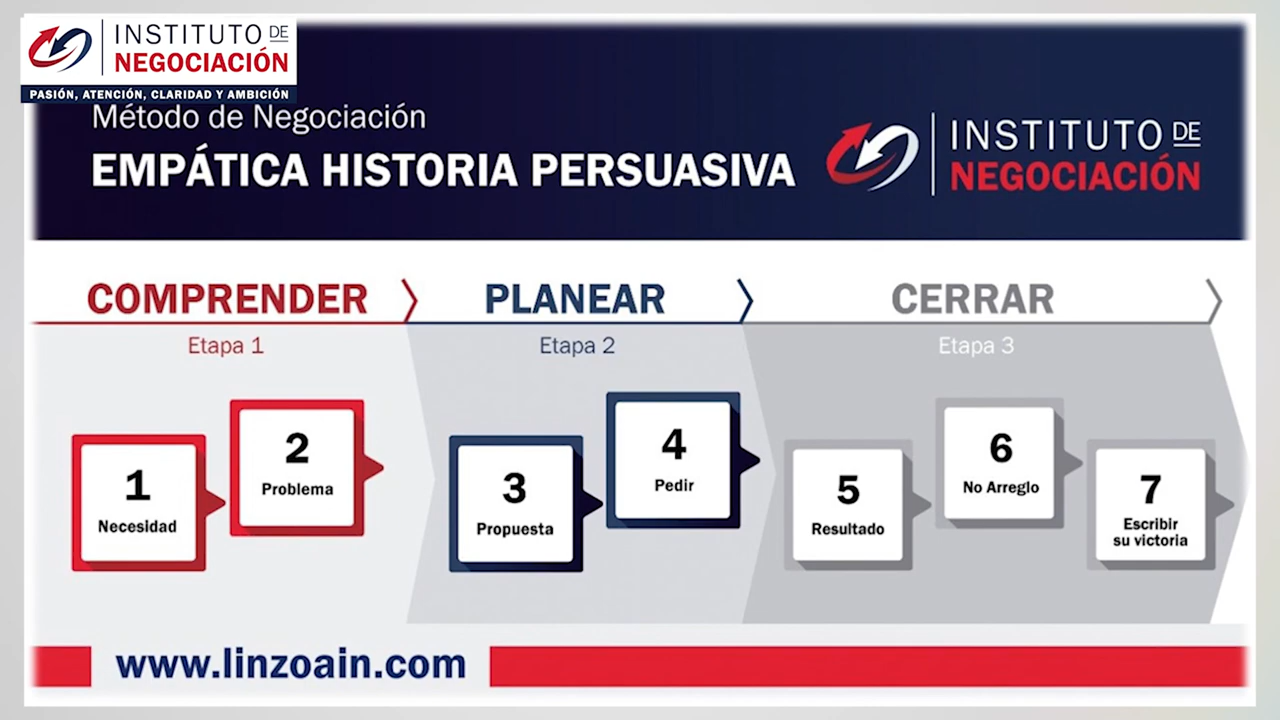 INSTITUTO DE
NEGOCIACIÓN
PASIÓN, ATENCIÓN, CLARIDAD Y AMBICIÓN
Método de Negociación
EMPÁTICA HISTORIA PERSUASIVA
INSTITUTO DE
NEGOCIACIÓN
COMPRENDER
PLANEAR
CERRAR
Etapa 1
Etapa 2
Etapa 3
1
Necesidad
2
Problema
3
Propuesta
4
Pedir
5
Resultado
6
No Arreglo
7
Escribir
su victoria
www.linzoain.com